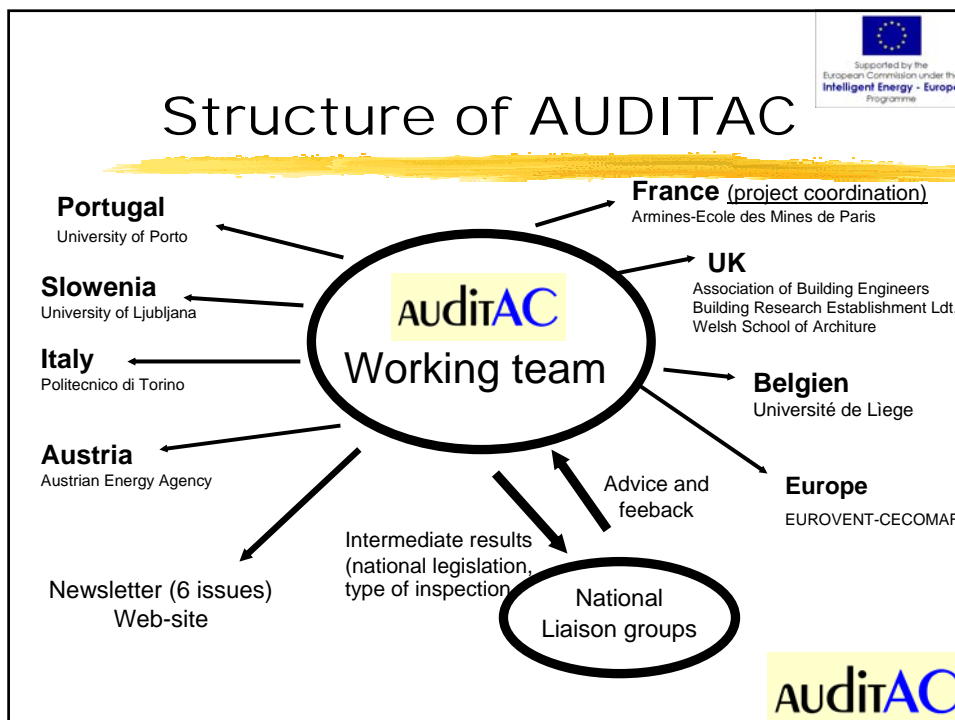 Supported by the
European Commission under the
Intelligent Energy - Europe
Programme
Structure of AUDITAC
Portugal
University of Porto
Slowenia
University of Ljubljana
Italy
Politecnico di Torino
Austria
Austrian Energy Agency
Newsletter (6 issues)
Web-site
auditAC
Working team
Intermediate results
(national legislation,
type of inspection
Advice and
feeback
National
Liaison groups
France (project coordination)
Armines-Ecole des Mines de Paris
UK
Association of Building Engineers
Building Research Establishment Ldt.
Welsh School of Architure
Belgien
Université de Lìege
Europe
EUROVENT-CECOMAF
auditAC